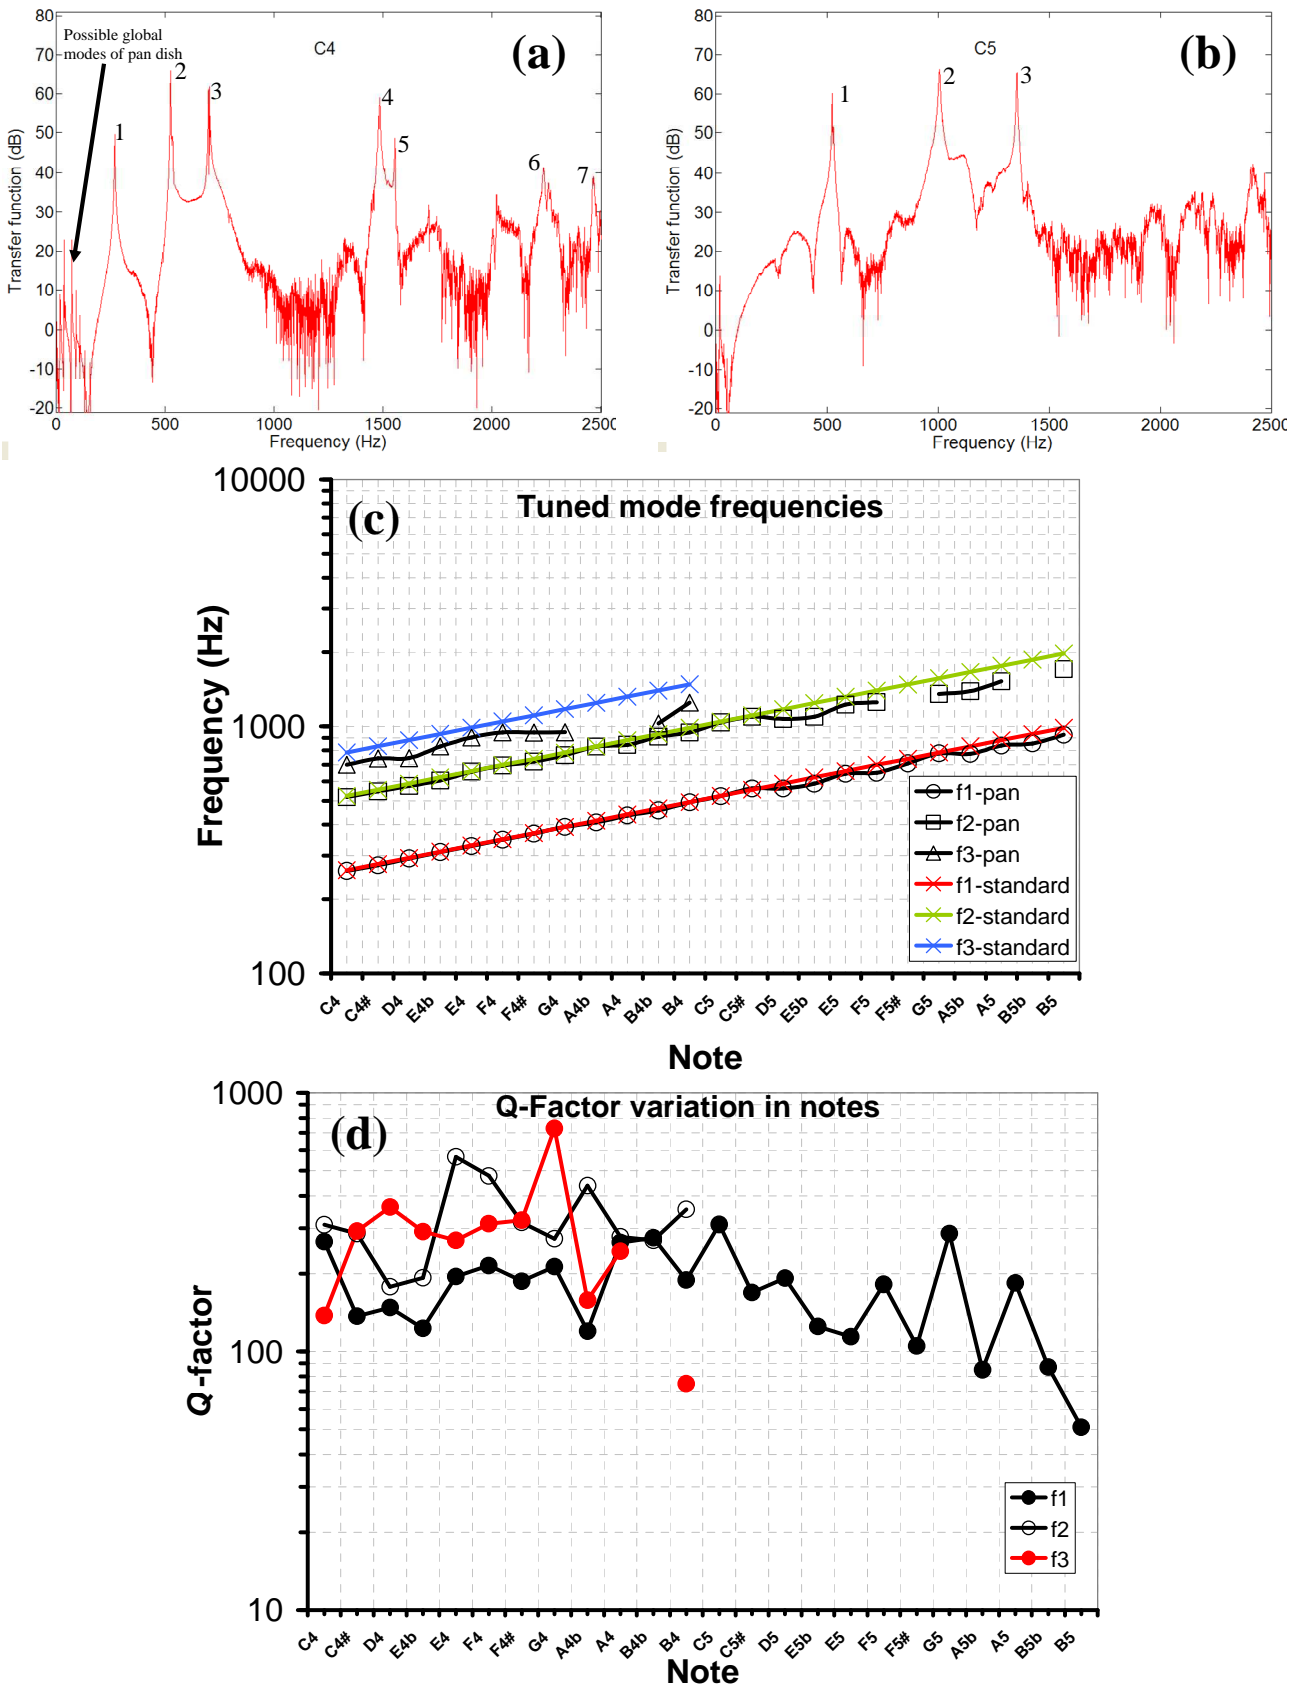 80
70
60
50
40
30
20
10
0
-10
-20
Transfer function (dB)
Possible global
modes of pan dish
C4
(a)
1
2
3
4
5
6
7
0
500
1000
1500
2000
2500
Frequency (Hz)
80
70
60
50
40
30
20
10
0
-10
-20
Transfer function (dB)
C5
(b)
1
2
3
0
500
1000
1500
2000
2500
Frequency (Hz)
(c)
Tuned mode frequencies
10000
1000
100
Frequency (Hz)
f1-pan
f2-pan
f3-pan
f1-standard
f2-standard
f3-standard
C4
C4#
D4
E4b
E4
F4
F4#
G4
A4b
A4
B4b
B4
C5
C5#
D5
E5b
E5
F5
F5#
G5
A5b
A5
B5b
B5
Note
(d)
Q-Factor variation in notes
1000
100
10
Q-factor
f1
f2
f3
C4
C4#
D4
E4b
E4
F4
F4#
G4
A4b
A4
B4b
B4
C5
C5#
D5
E5b
E5
F5
F5#
G5
A5b
A5
B5b
B5
Note